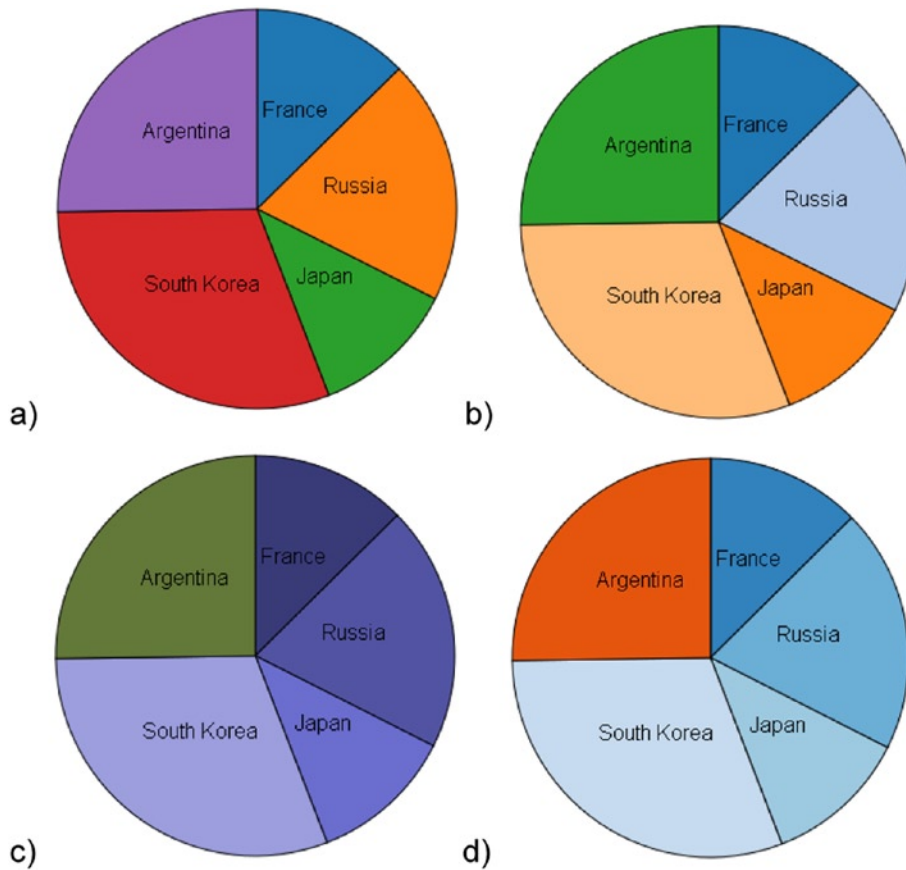 France
Argentina
Russia
South Korea
Japan
a)
France
Argentina
Russia
South Korea
Japan
b)
France
Argentina
Russia
South Korea
Japan
c)
France
Argentina
Russia
South Korea
Japan
d)